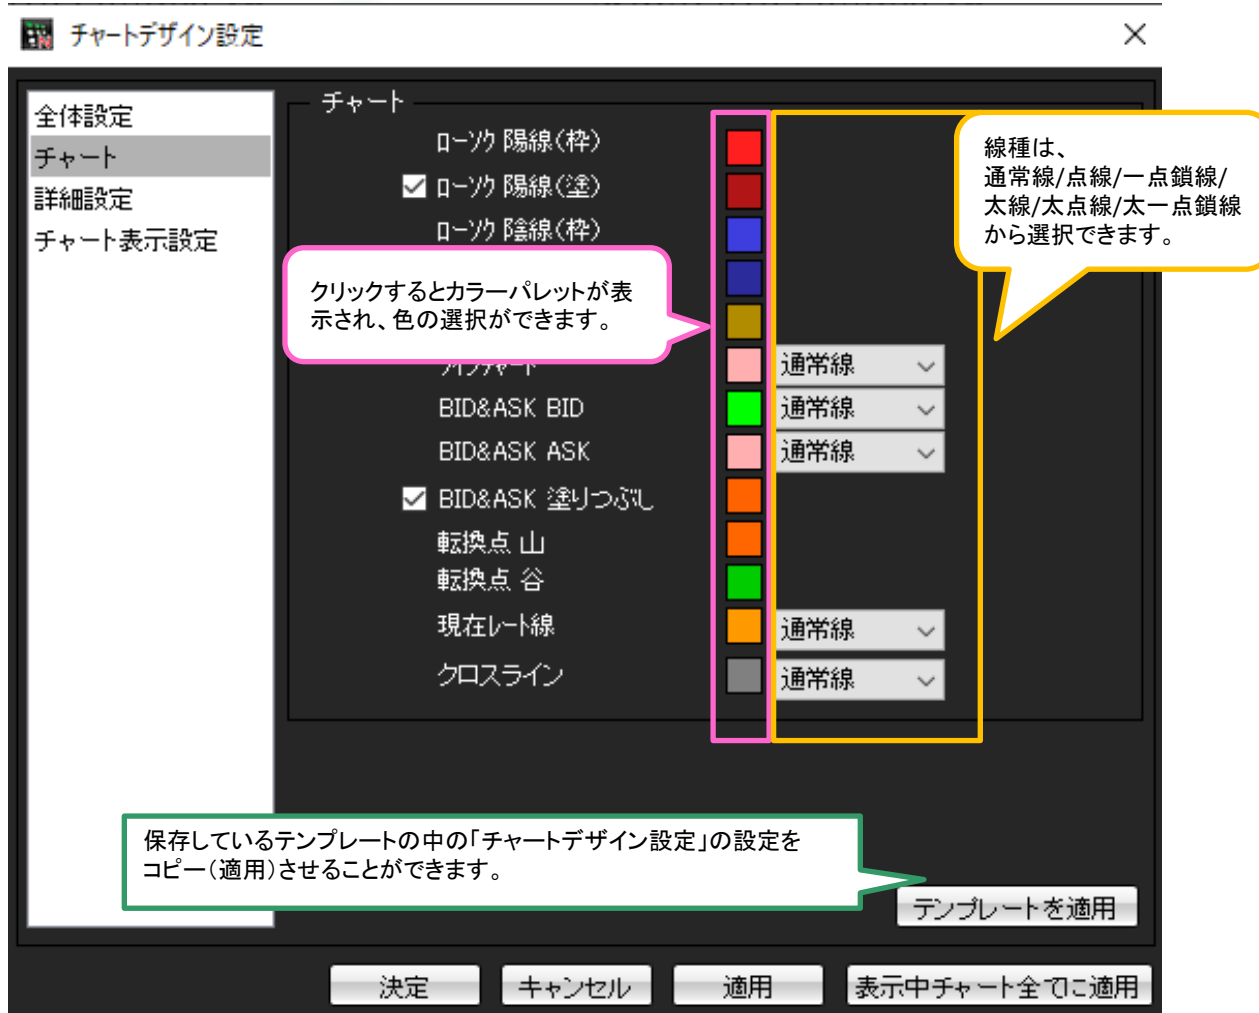 チャートデザイン設定
全体設定
チャート
詳細設定
チャート表示設定
チャート
ローソク 陽線(枠)
ローソク 陽線(塗)
ローソク 陰線(枠)
線種は、
通常線/点線/一点鎖線/
太線/太点線/太一点鎖線
から選択できます。
クリックするとカラーパレットが表
示され、色の選択ができます。
通常線
BID&ASK BID
通常線
BID&ASK ASK
通常線
BID&ASK 塗りつぶし
転換点 山
転換点 谷
現在レート線
通常線
クロスライン
通常線
保存しているテンプレートの中の「チャートデザイン設定」の設定を
コピー(適用)させることができます。
テンプレートを適用
決定
キャンセル
適用
表示中チャート全てに適用